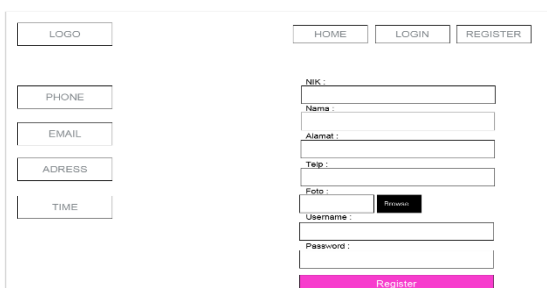 LOGO
HOME LOGIN REGISTER
PHONE
EMAIL
ADRESS
TIME
NIK :
Nama :
Alamat :
Telp :
Foto :
Browse
Username :
Password :
Register